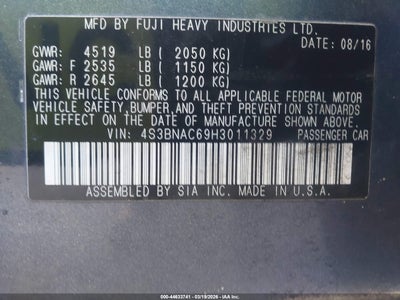 MFD BY FUJI HEAVY INDUSTRIES LTD.
DATE: 08/16
GVWR: 4519 LB ( 2050 KG)
GAWR: F 2535 LB ( 1150 KG)
GAWR: R 2645 LB ( 1200 KG)
THIS VEHICLE CONFORMS TO ALL APPLICABLE FEDERAL MOTOR
VEHICLE SAFETY, BUMPER, AND THEFT PREVENTION STANDARDS
IN EFFECT ON THE DATE OF MANUFACTURE
SHOWN ABOVE.
VIN: 4S3BNAC69H3011329 PASSENGER CAR
ASSEMBLED BY SIA INC. MADE IN U.S.A.
000-44633741 - 03/19/2026 - IAA Inc.